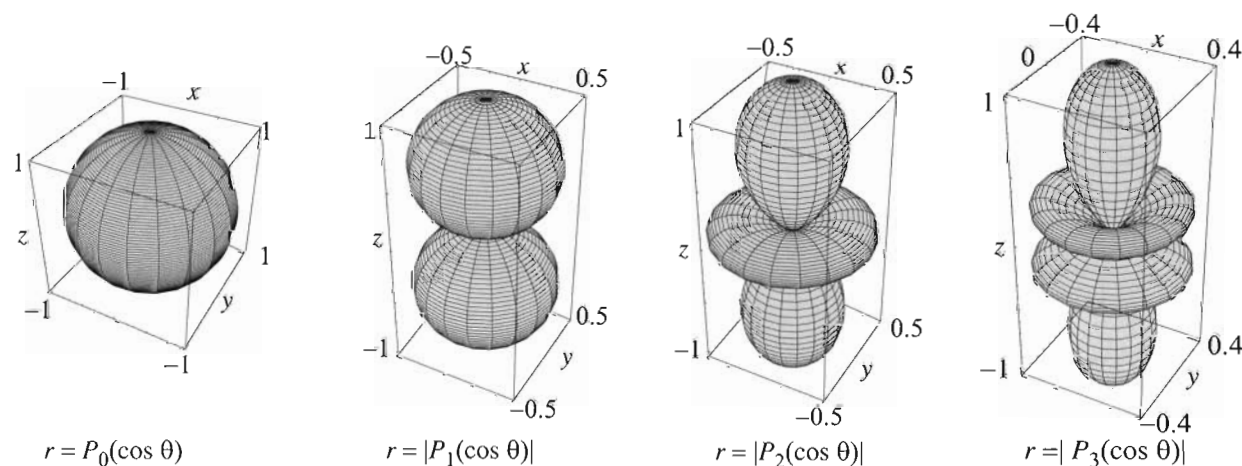 −1 x 1 1 z −1 −1 y 1
−0.5 x 0.5 1 z −1 0.5 y −0.5
−0.5 x 0.5 1 z −1 0.5 y −0.5
−0.4 0 x 0.4 1 z −1 0.4 y −0.4
r = P₀(cos θ)
r = |P₁(cos θ)|
r = |P₂(cos θ)|
r = | P₃(cos θ)|